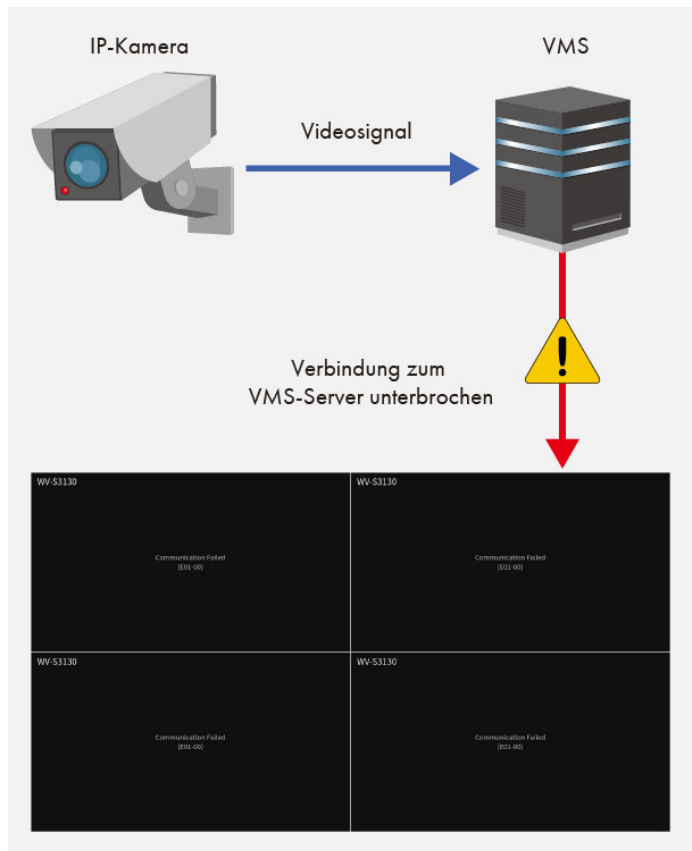 IP-Kamera
VMS
Videosignal
Verbindung zum
VMS-Server unterbrochen
WV-S3130
WV-S3130
Communication Failed
(E01-00)
Communication Failed
(E01-00)
WV-S3130
WV-S3130
Communication Failed
(E01-00)
Communication Failed
(E01-00)